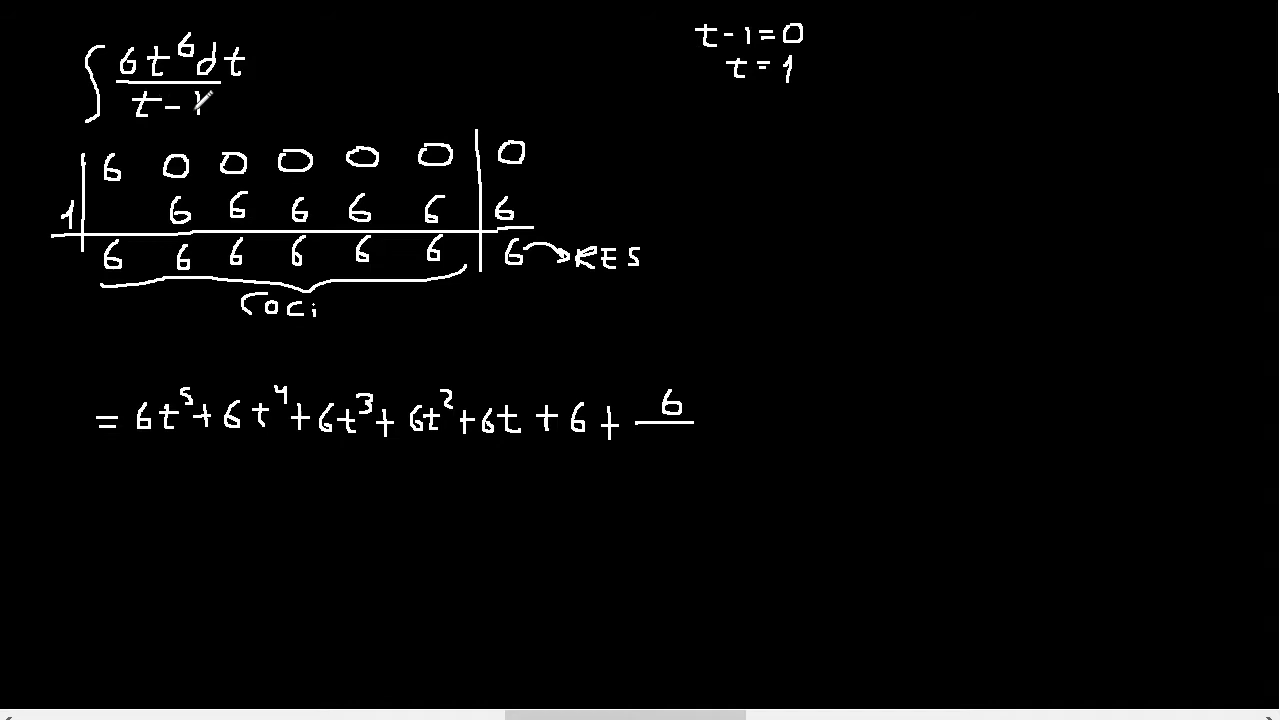 ∫ 6t⁶dt / t - 1
t - 1 = 0
t = 1
6 0 0 0 0 0 | 0
1 | 6 6 6 6 6 | 6
6 6 6 6 6 6 | 6 → RES
COCi
= 6t⁵ + 6t⁴ + 6t³ + 6t² + 6t + 6 + 6/